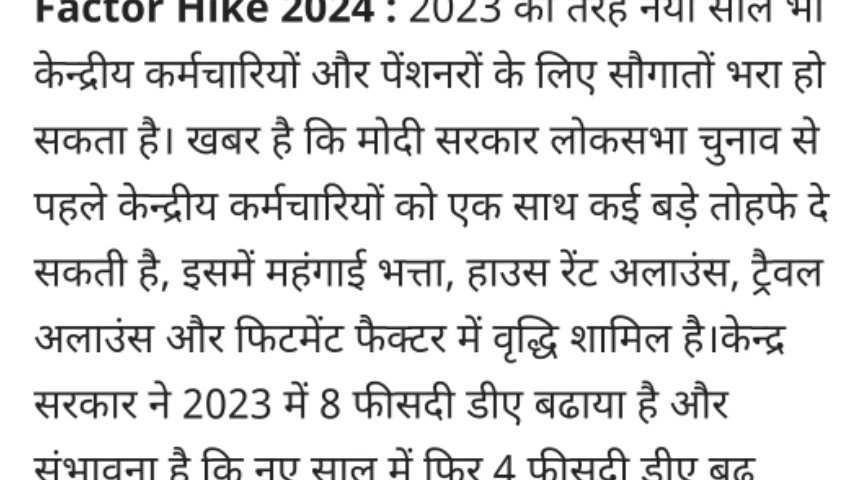 Factor Hike 2024 : 2023 की तरह नया साल भी
केन्द्रीय कर्मचारियों और पेंशनरों के लिए सौगातों भरा हो
सकता है। खबर है कि मोदी सरकार लोकसभा चुनाव से
पहले केन्द्रीय कर्मचारियों को एक साथ कई बड़े तोहफे दे
सकती है, इसमें महंगाई भत्ता, हाउस रेंट अलाउंस, ट्रैवल
अलाउंस और फिटमेंट फैक्टर में वृद्धि शामिल है।केन्द्र
सरकार ने 2023 में 8 फीसदी डीए बढाया है और
संभावना है कि नए साल में फिर 4 फीसदी डीए बढ